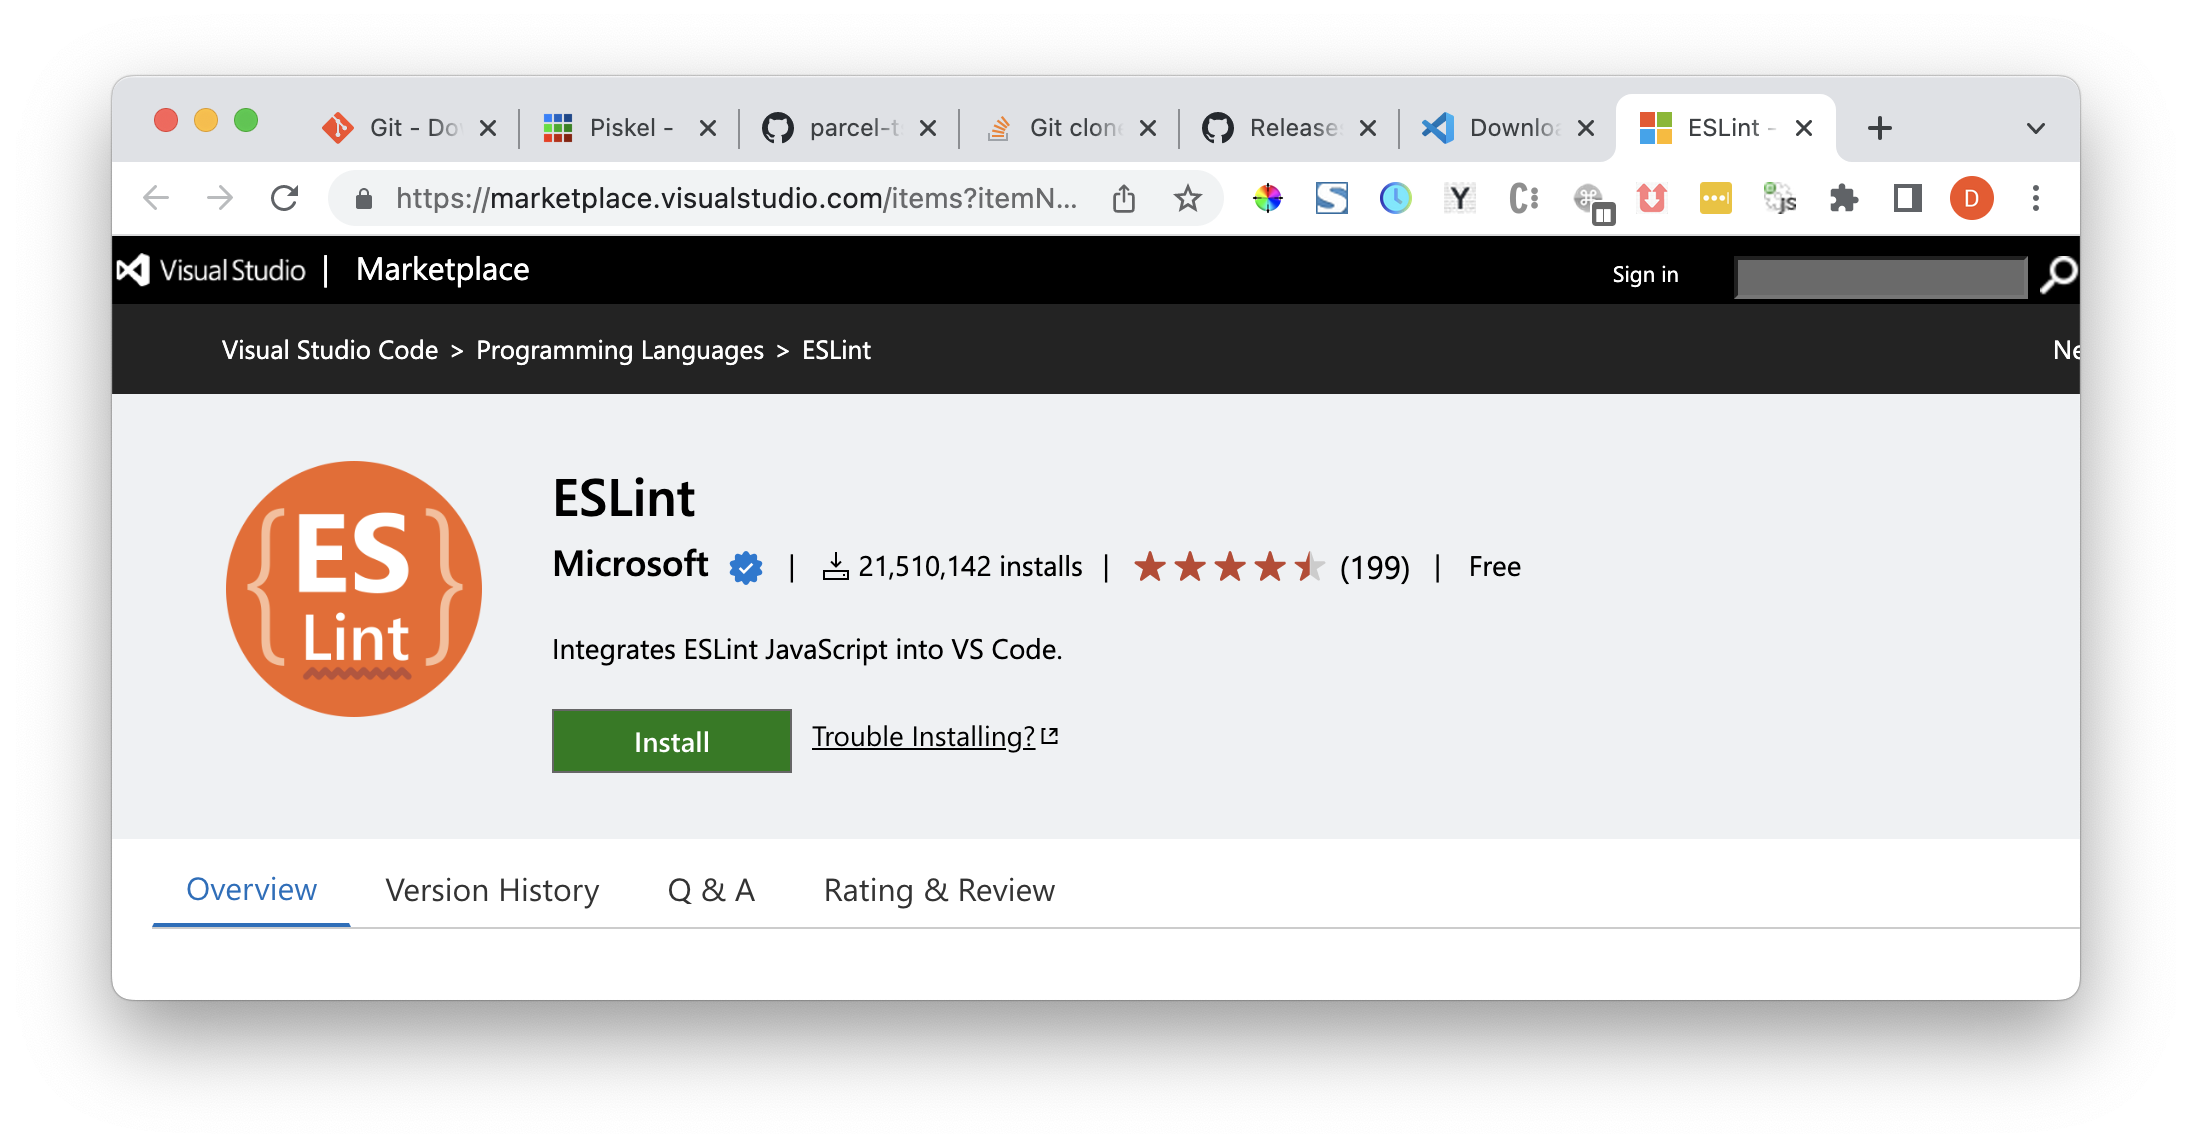 Git - Do
Piskel -
parcel-t
Git clon
Release
Downlo
ESLint -
https://marketplace.visualstudio.com/items?itemN...
Y
S
C
js
D
Visual Studio | Marketplace
Sign in
Visual Studio Code > Programming Languages > ESLint
Ne
{ES
Lint}
ESLint
Microsoft | 21,510,142 installs | (199) | Free
Integrates ESLint JavaScript into VS Code.
Install
Trouble Installing?
Overview
Version History
Q & A
Rating & Review